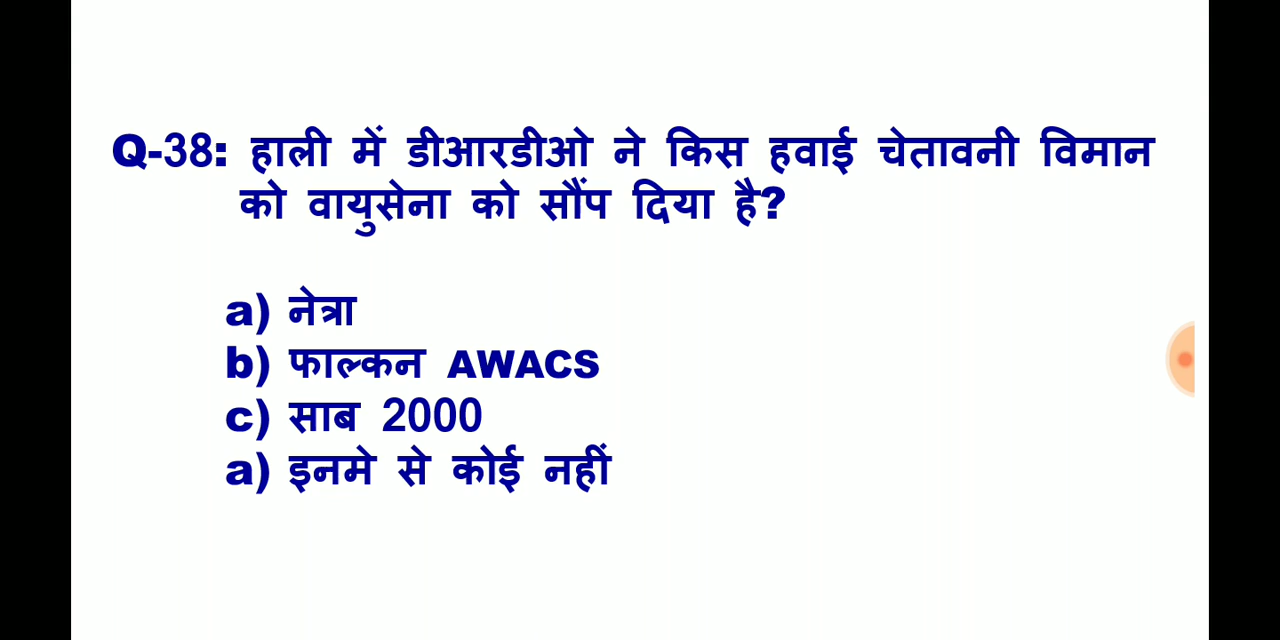 Q-38: हाली में डीआरडीओ ने किस हवाई चेतावनी विमान
को वायुसेना को सौंप दिया है?
a) नेत्रा
b) फाल्कन AWACS
c) साब 2000
a) इनमे से कोई नहीं